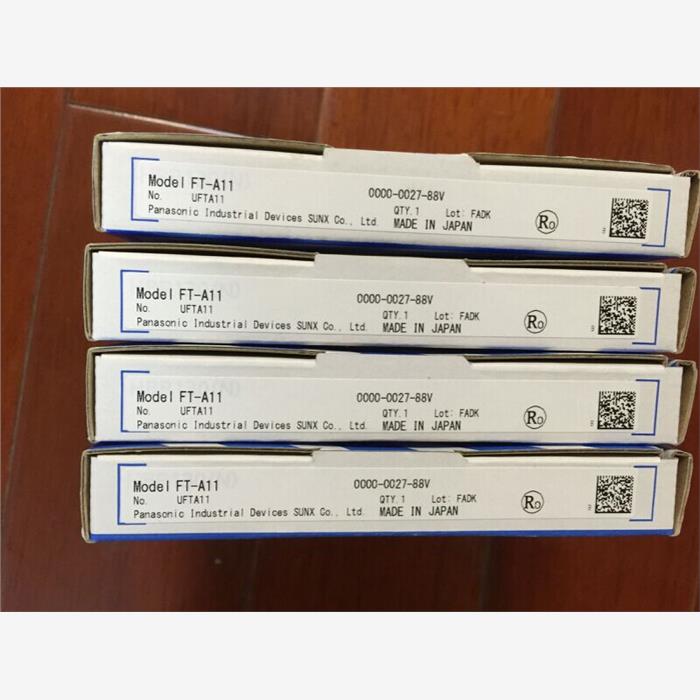 Model FT-A11
No. UFTA11 0000-0027-88V
Panasonic Industrial Devices SUNX Co., Ltd. QTY.1 Lot: FADK
MADE IN JAPAN
Ro
Model FT-A11
No. UFTA11 0000-0027-88V
Panasonic Industrial Devices SUNX Co., Ltd. QTY.1 Lot: FADK
MADE IN JAPAN
Ro
Model FT-A11
No. UFTA11 0000-0027-88V
Panasonic Industrial Devices SUNX Co., Ltd. QTY.1 Lot: FADK
MADE IN JAPAN
Ro
Model FT-A11
No. UFTA11 0000-0027-88V
Panasonic Industrial Devices SUNX Co., Ltd. QTY.1 Lot: FADK
MADE IN JAPAN
Ro